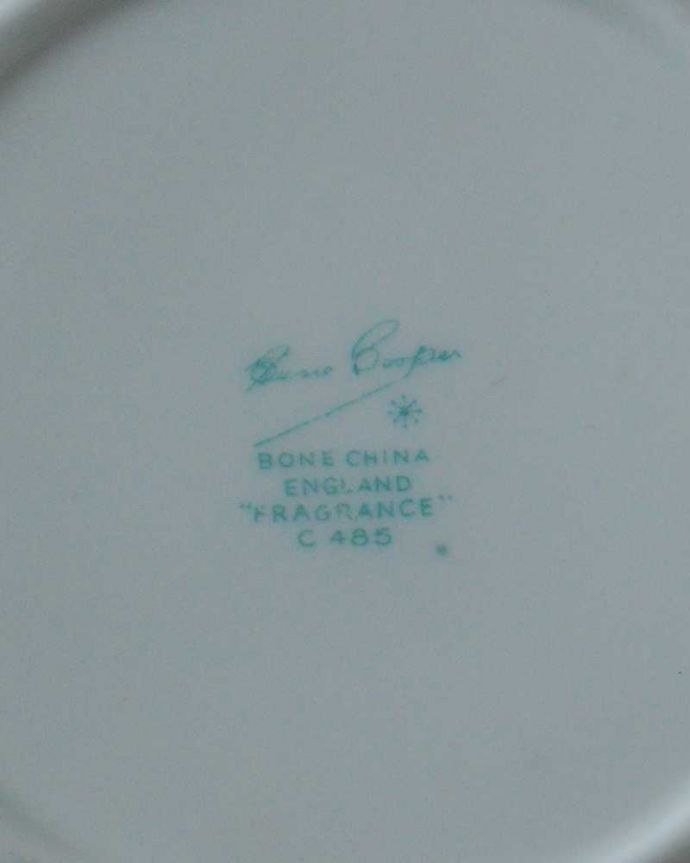 Susie Cooper
BONE CHINA
ENGLAND
"FRAGRANCE"
C 485